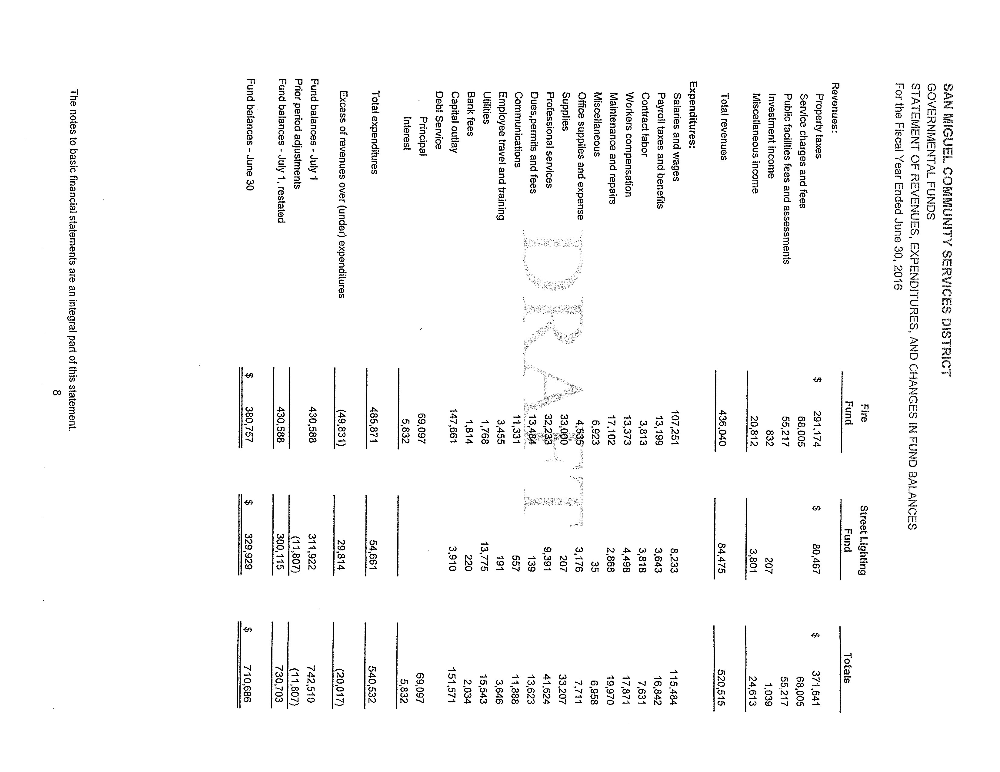 SAN MIGUEL COMMUNITY SERVICES DISTRICT
GOVERNMENTAL FUNDS
STATEMENT OF REVENUES, EXPENDITURES, AND CHANGES IN FUND BALANCES
For the Fiscal Year Ended June 30, 2016
Fire Street Lighting
Fund Fund Totals
Revenues:
Property taxes $ 291,174 $ 80,467 $ 371,641
Service charges and fees 68,005 68,005
Public facilities fees and assessments 55,217 55,217
Investment income 832 207 1,039
Miscellaneous income 20,812 3,801 24,613
Total revenues 436,040 84,475 520,515
Expenditures:
Salaries and wages 107,251 8,233 115,484
Payroll taxes and benefits 13,199 3,643 16,842
Contract labor 3,813 3,818 7,631
Workers compensation 13,373 4,498 17,871
Maintenance and repairs 17,102 2,868 19,970
Miscellaneous 6,923 35 6,958
Office supplies and expense 4,535 3,176 7,711
Supplies 33,000 207 33,207
Professional services 32,233 9,391 41,624
Dues,permits and fees 13,484 139 13,623
Communications 11,331 557 11,888
Employee travel and training 3,455 191 3,646
Utilities 1,768 13,775 15,543
Bank fees 1,814 220 2,034
Capital outlay 147,661 3,910 151,571
Debt Service
Principal 69,097 69,097
Interest 5,832 5,832
Total expenditures 485,871 54,661 540,532
Excess of revenues over (under) expenditures (49,831) 29,814 (20,017)
Fund balances - July 1 430,588 311,922 742,510
Prior period adjustments (11,807) (11,807)
Fund balances - July 1, restated 430,588 300,115 730,703
Fund balances - June 30 $ 380,757 $ 329,929 $ 710,686
The notes to basic financial statements are an integral part of this statement.
8
DRAFT